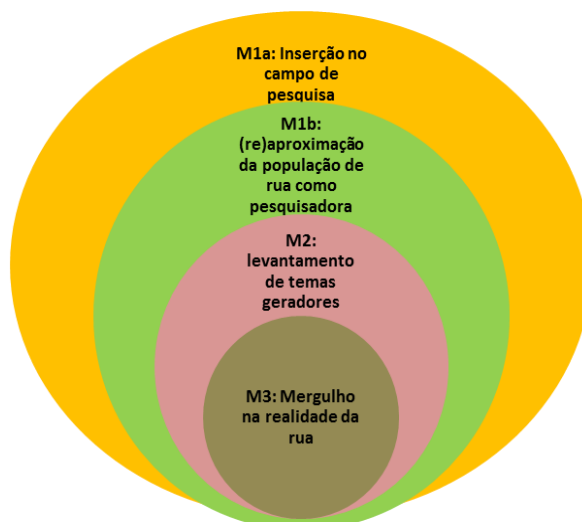 M1a: Inserção no
campo de
pesquisa
M1b:
(re)aproximação
da população de
rua como
pesquisadora
M2:
levantamento
de temas
geradores
M3: Mergulho
na realidade da
rua